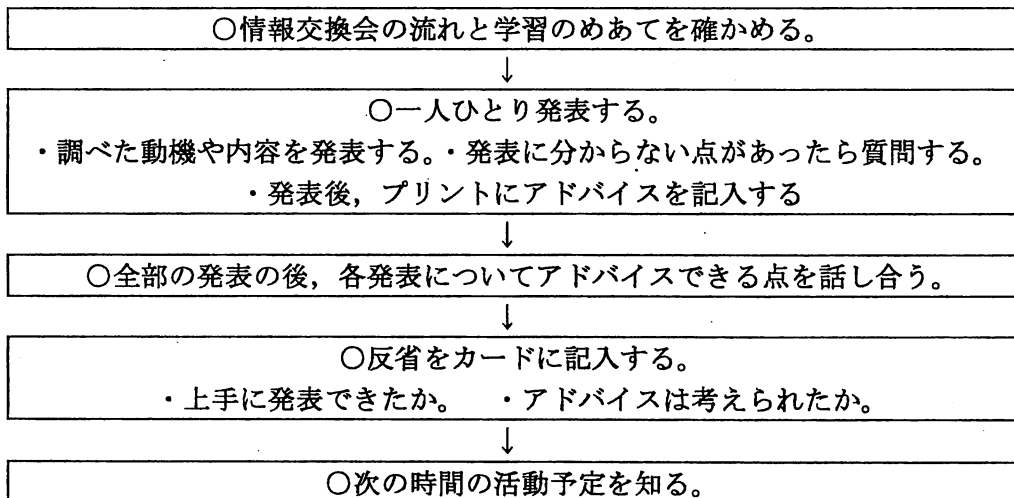 〇情報交換会の流れと学習のめあてを確かめる。
↓
〇一人ひとり発表する。
・調べた動機や内容を発表する。・発表に分からない点があったら質問する。
・発表後，プリントにアドバイスを記入する
↓
〇全部の発表の後，各発表についてアドバイスできる点を話し合う。
↓
〇反省をカードに記入する。
・上手に発表できたか。 ・アドバイスは考えられたか。
↓
〇次の時間の活動予定を知る。